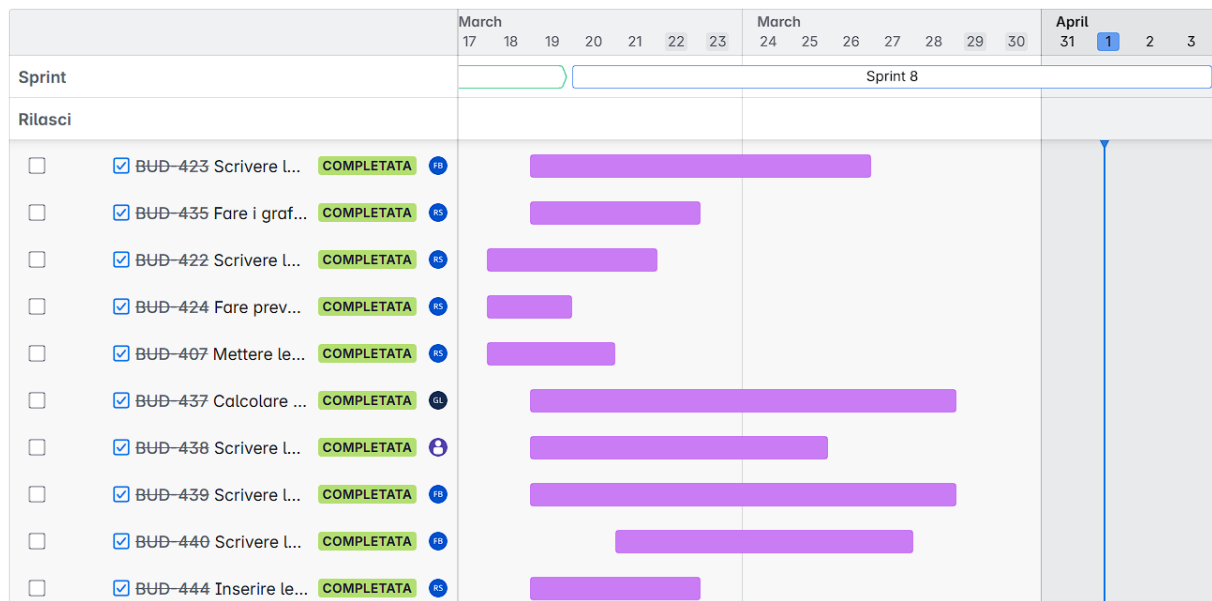 March March April
17 18 19 20 21 22 23 24 25 26 27 28 29 30 31 1 2 3
Sprint Sprint 8
Rilasci
BUD-423 Scrivere l... COMPLETATA FB
BUD-435 Fare i graf... COMPLETATA RS
BUD-422 Scrivere l... COMPLETATA RS
BUD-424 Fare prev... COMPLETATA RS
BUD-407 Mettere le... COMPLETATA RS
BUD-437 Calcolare ... COMPLETATA GL
BUD-438 Scrivere l... COMPLETATA
BUD-439 Scrivere l... COMPLETATA FB
BUD-440 Scrivere l... COMPLETATA FB
BUD-444 Inserire le... COMPLETATA RS